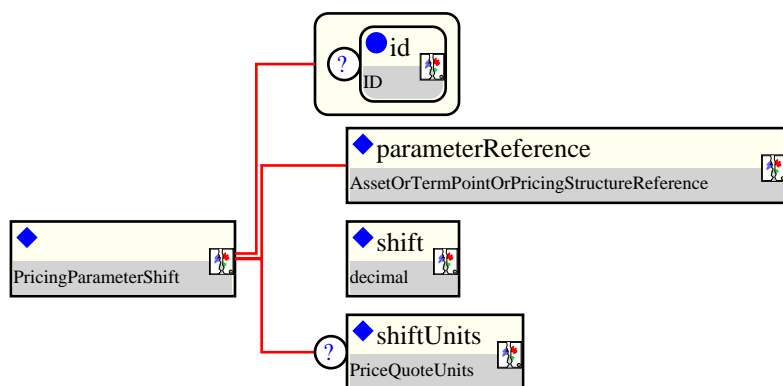 ? id
ID
parameterReference
AssetOrTermPointOrPricingStructureReference
PricingParameterShift
shift
decimal
? shiftUnits
PriceQuoteUnits